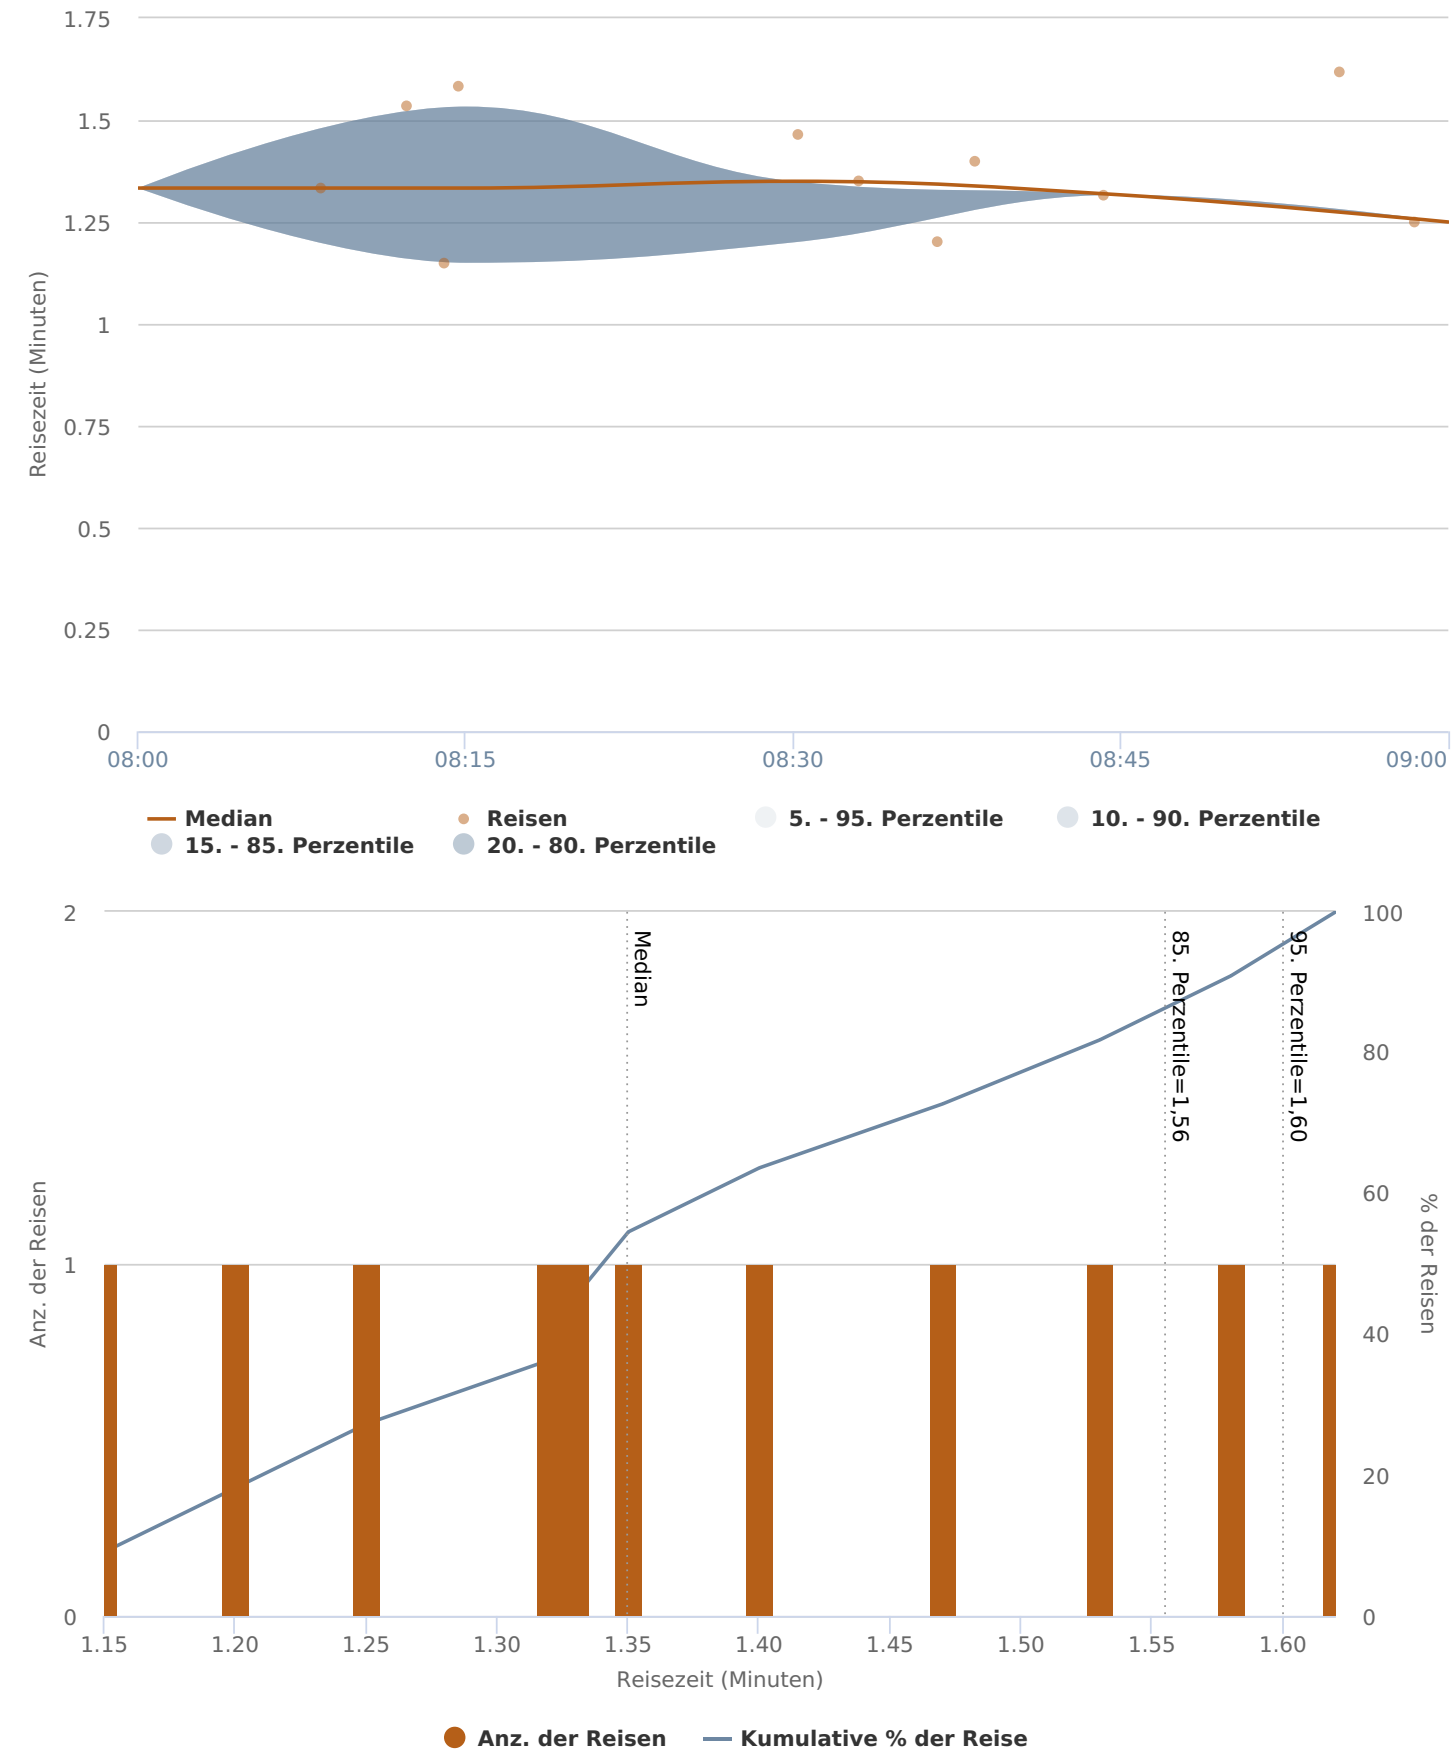 1.75
1.5
1.25
1
0.75
0.5
0.25
0
Reisezeit (Minuten)
08:00 08:15 08:30 08:45 09:00
Median Reisen 5. - 95. Perzentile 10. - 90. Perzentile
15. - 85. Perzentile 20. - 80. Perzentile
2
1
0
Anz. der Reisen
Median
85. Perzentile=1,56
95. Perzentile=1,60
100
80
60
40
20
0
% der Reisen
1.15 1.20 1.25 1.30 1.35 1.40 1.45 1.50 1.55 1.60
Reisezeit (Minuten)
Anz. der Reisen Kumulative % der Reise